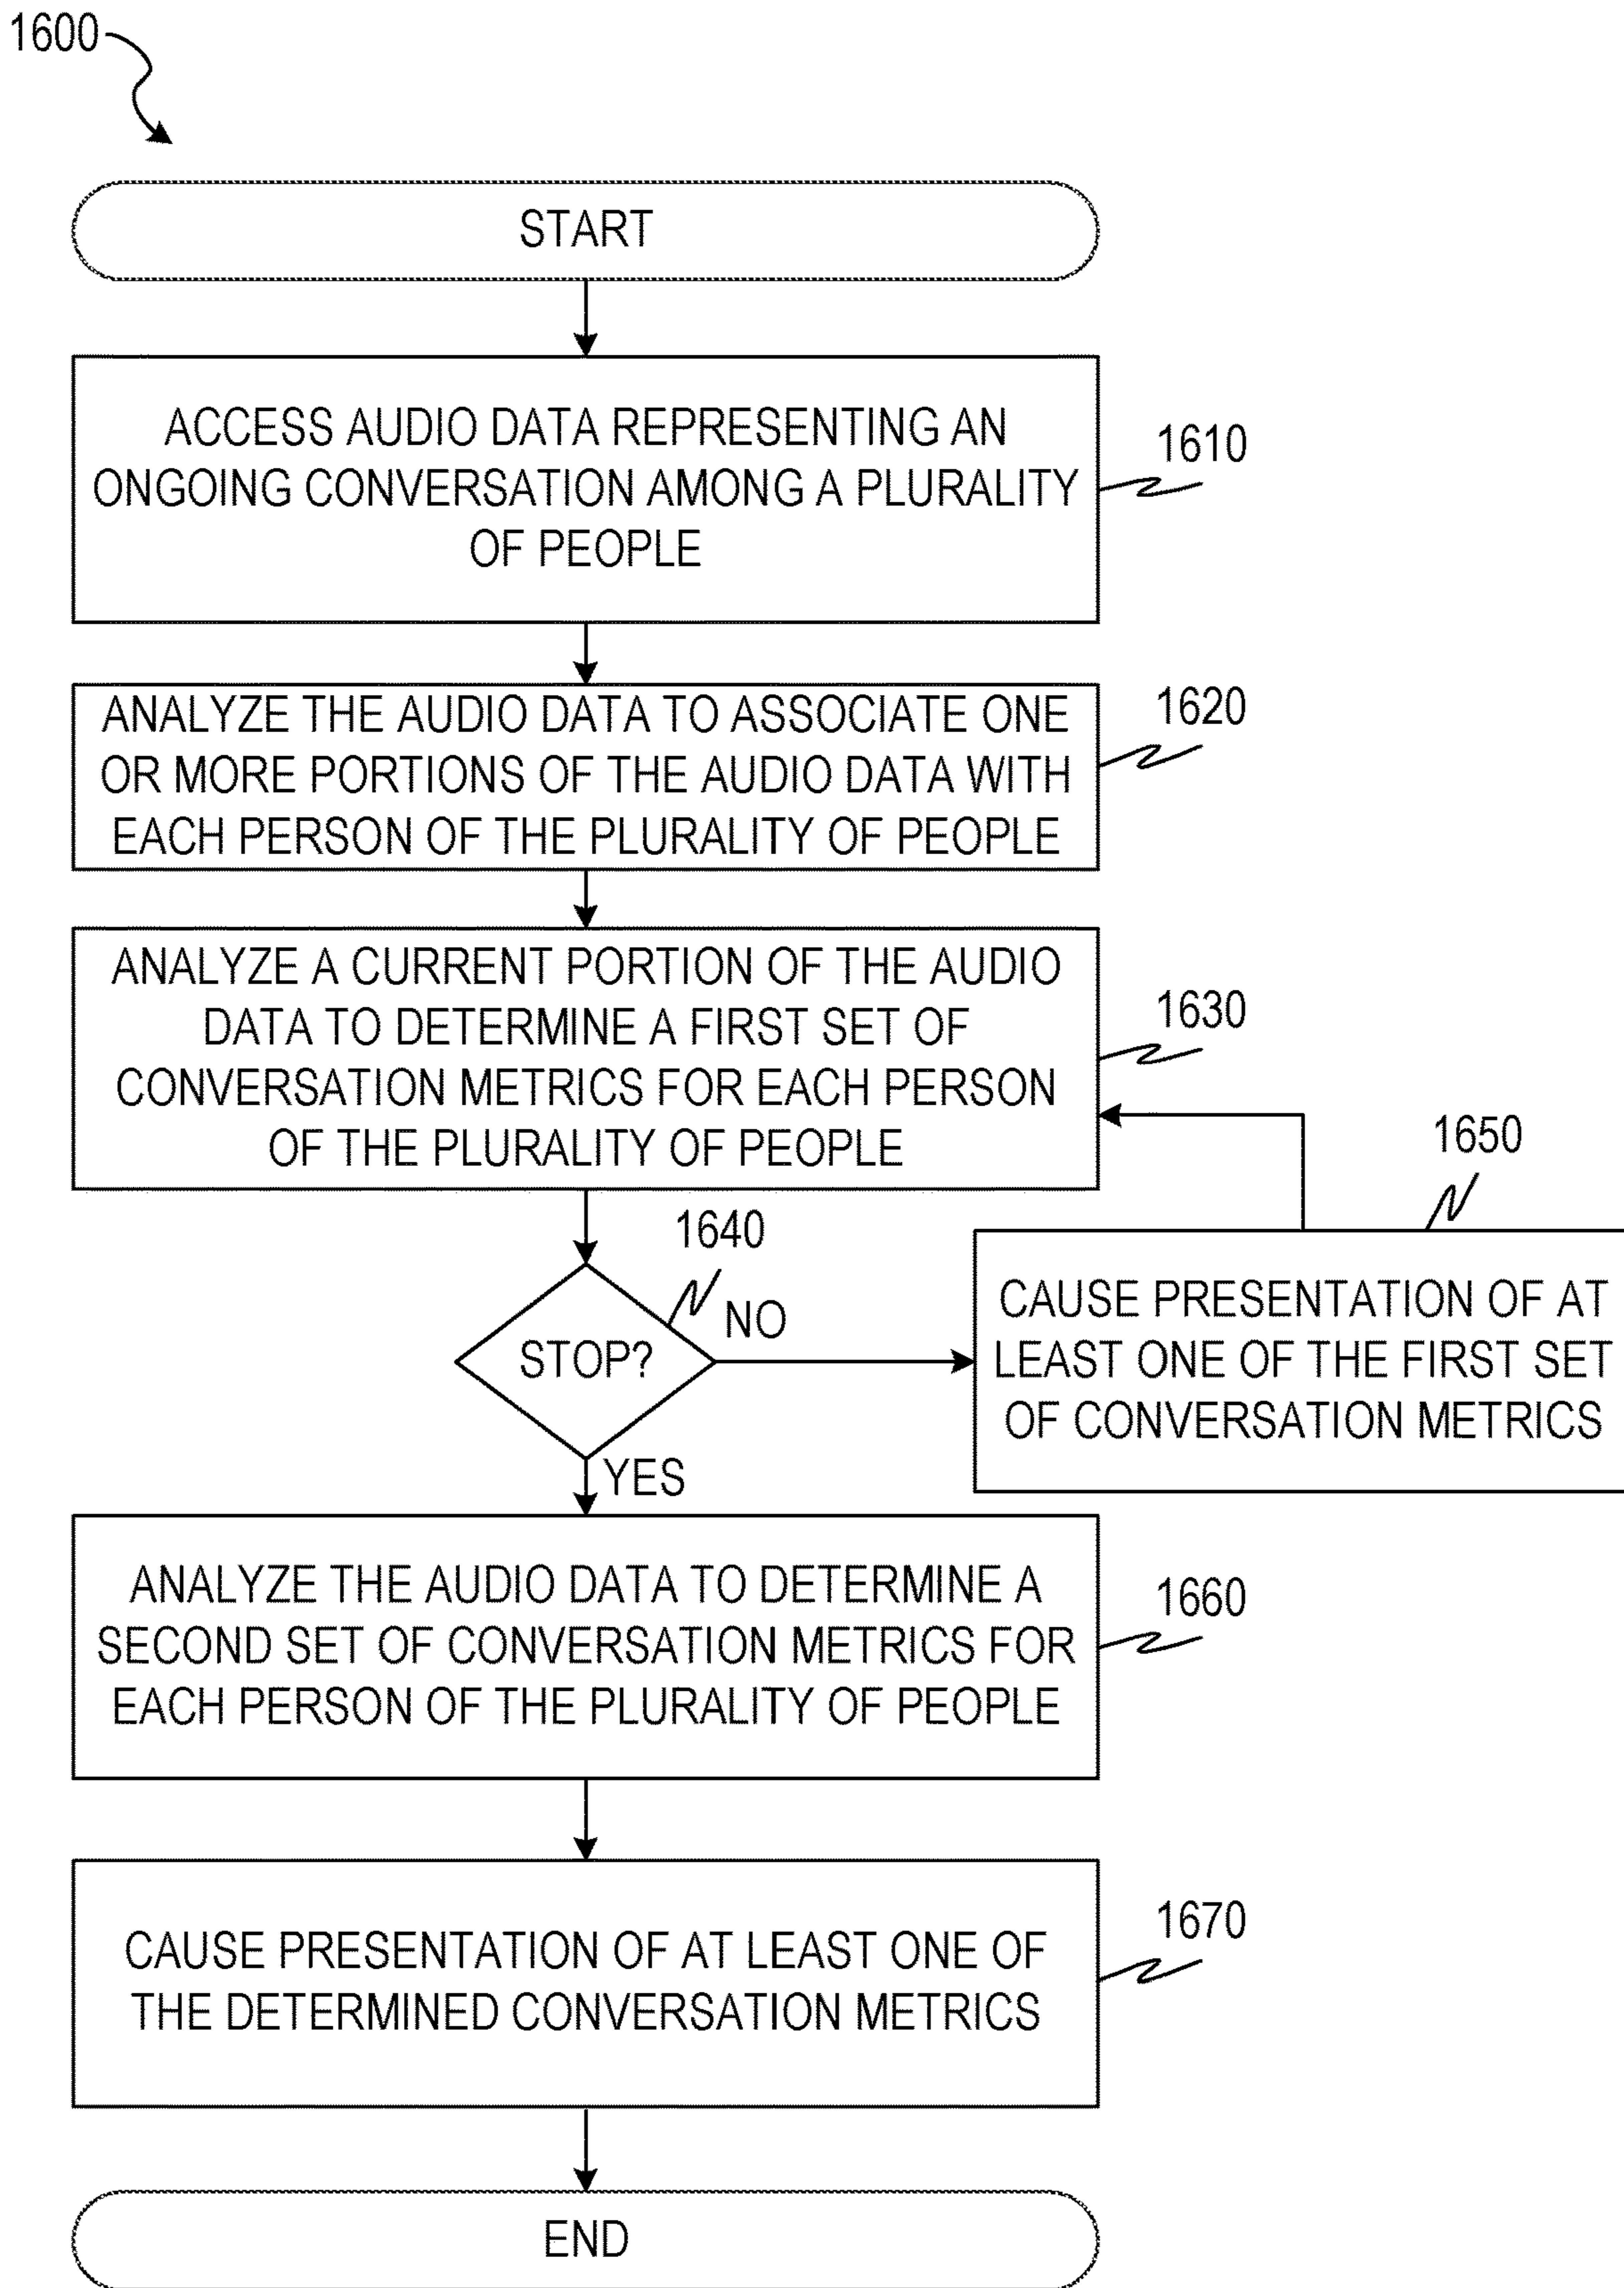 1600
START
ACCESS AUDIO DATA REPRESENTING AN
ONGOING CONVERSATION AMONG A PLURALITY
OF PEOPLE
1610
ANALYZE THE AUDIO DATA TO ASSOCIATE ONE
OR MORE PORTIONS OF THE AUDIO DATA WITH
EACH PERSON OF THE PLURALITY OF PEOPLE
1620
ANALYZE A CURRENT PORTION OF THE AUDIO
DATA TO DETERMINE A FIRST SET OF
CONVERSATION METRICS FOR EACH PERSON
OF THE PLURALITY OF PEOPLE
1630
STOP?
1640
NO
YES
1650
CAUSE PRESENTATION OF AT
LEAST ONE OF THE FIRST SET
OF CONVERSATION METRICS
ANALYZE THE AUDIO DATA TO DETERMINE A
SECOND SET OF CONVERSATION METRICS FOR
EACH PERSON OF THE PLURALITY OF PEOPLE
1660
CAUSE PRESENTATION OF AT LEAST ONE OF
THE DETERMINED CONVERSATION METRICS
1670
END